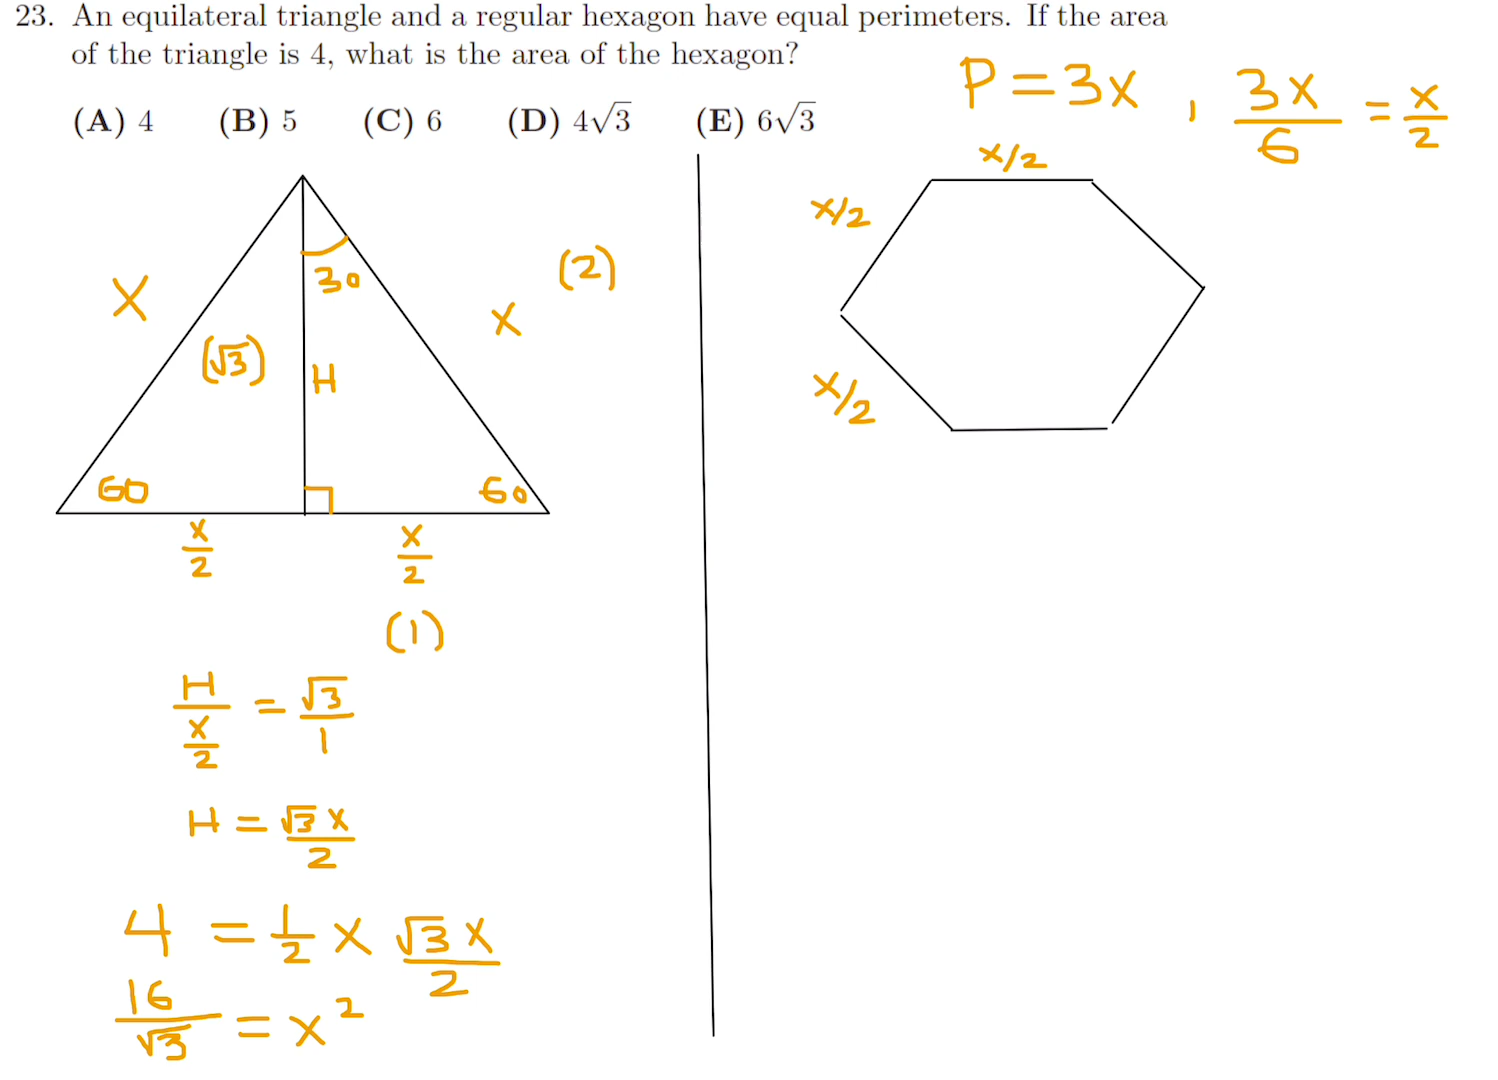 23. An equilateral triangle and a regular hexagon have equal perimeters. If the area
of the triangle is 4, what is the area of the hexagon?
(A) 4 (B) 5 (C) 6 (D) 4√3 (E) 6√3
P = 3x , 3x/6 = x/2
x/2
x/2
x/2
x
30
(2)
x
(√3)
H
60
60
x/2
x/2
(1)
H/(x/2) = √3/1
H = √3x/2
4 = 1/2 x √3x/2
16/√3 = x²